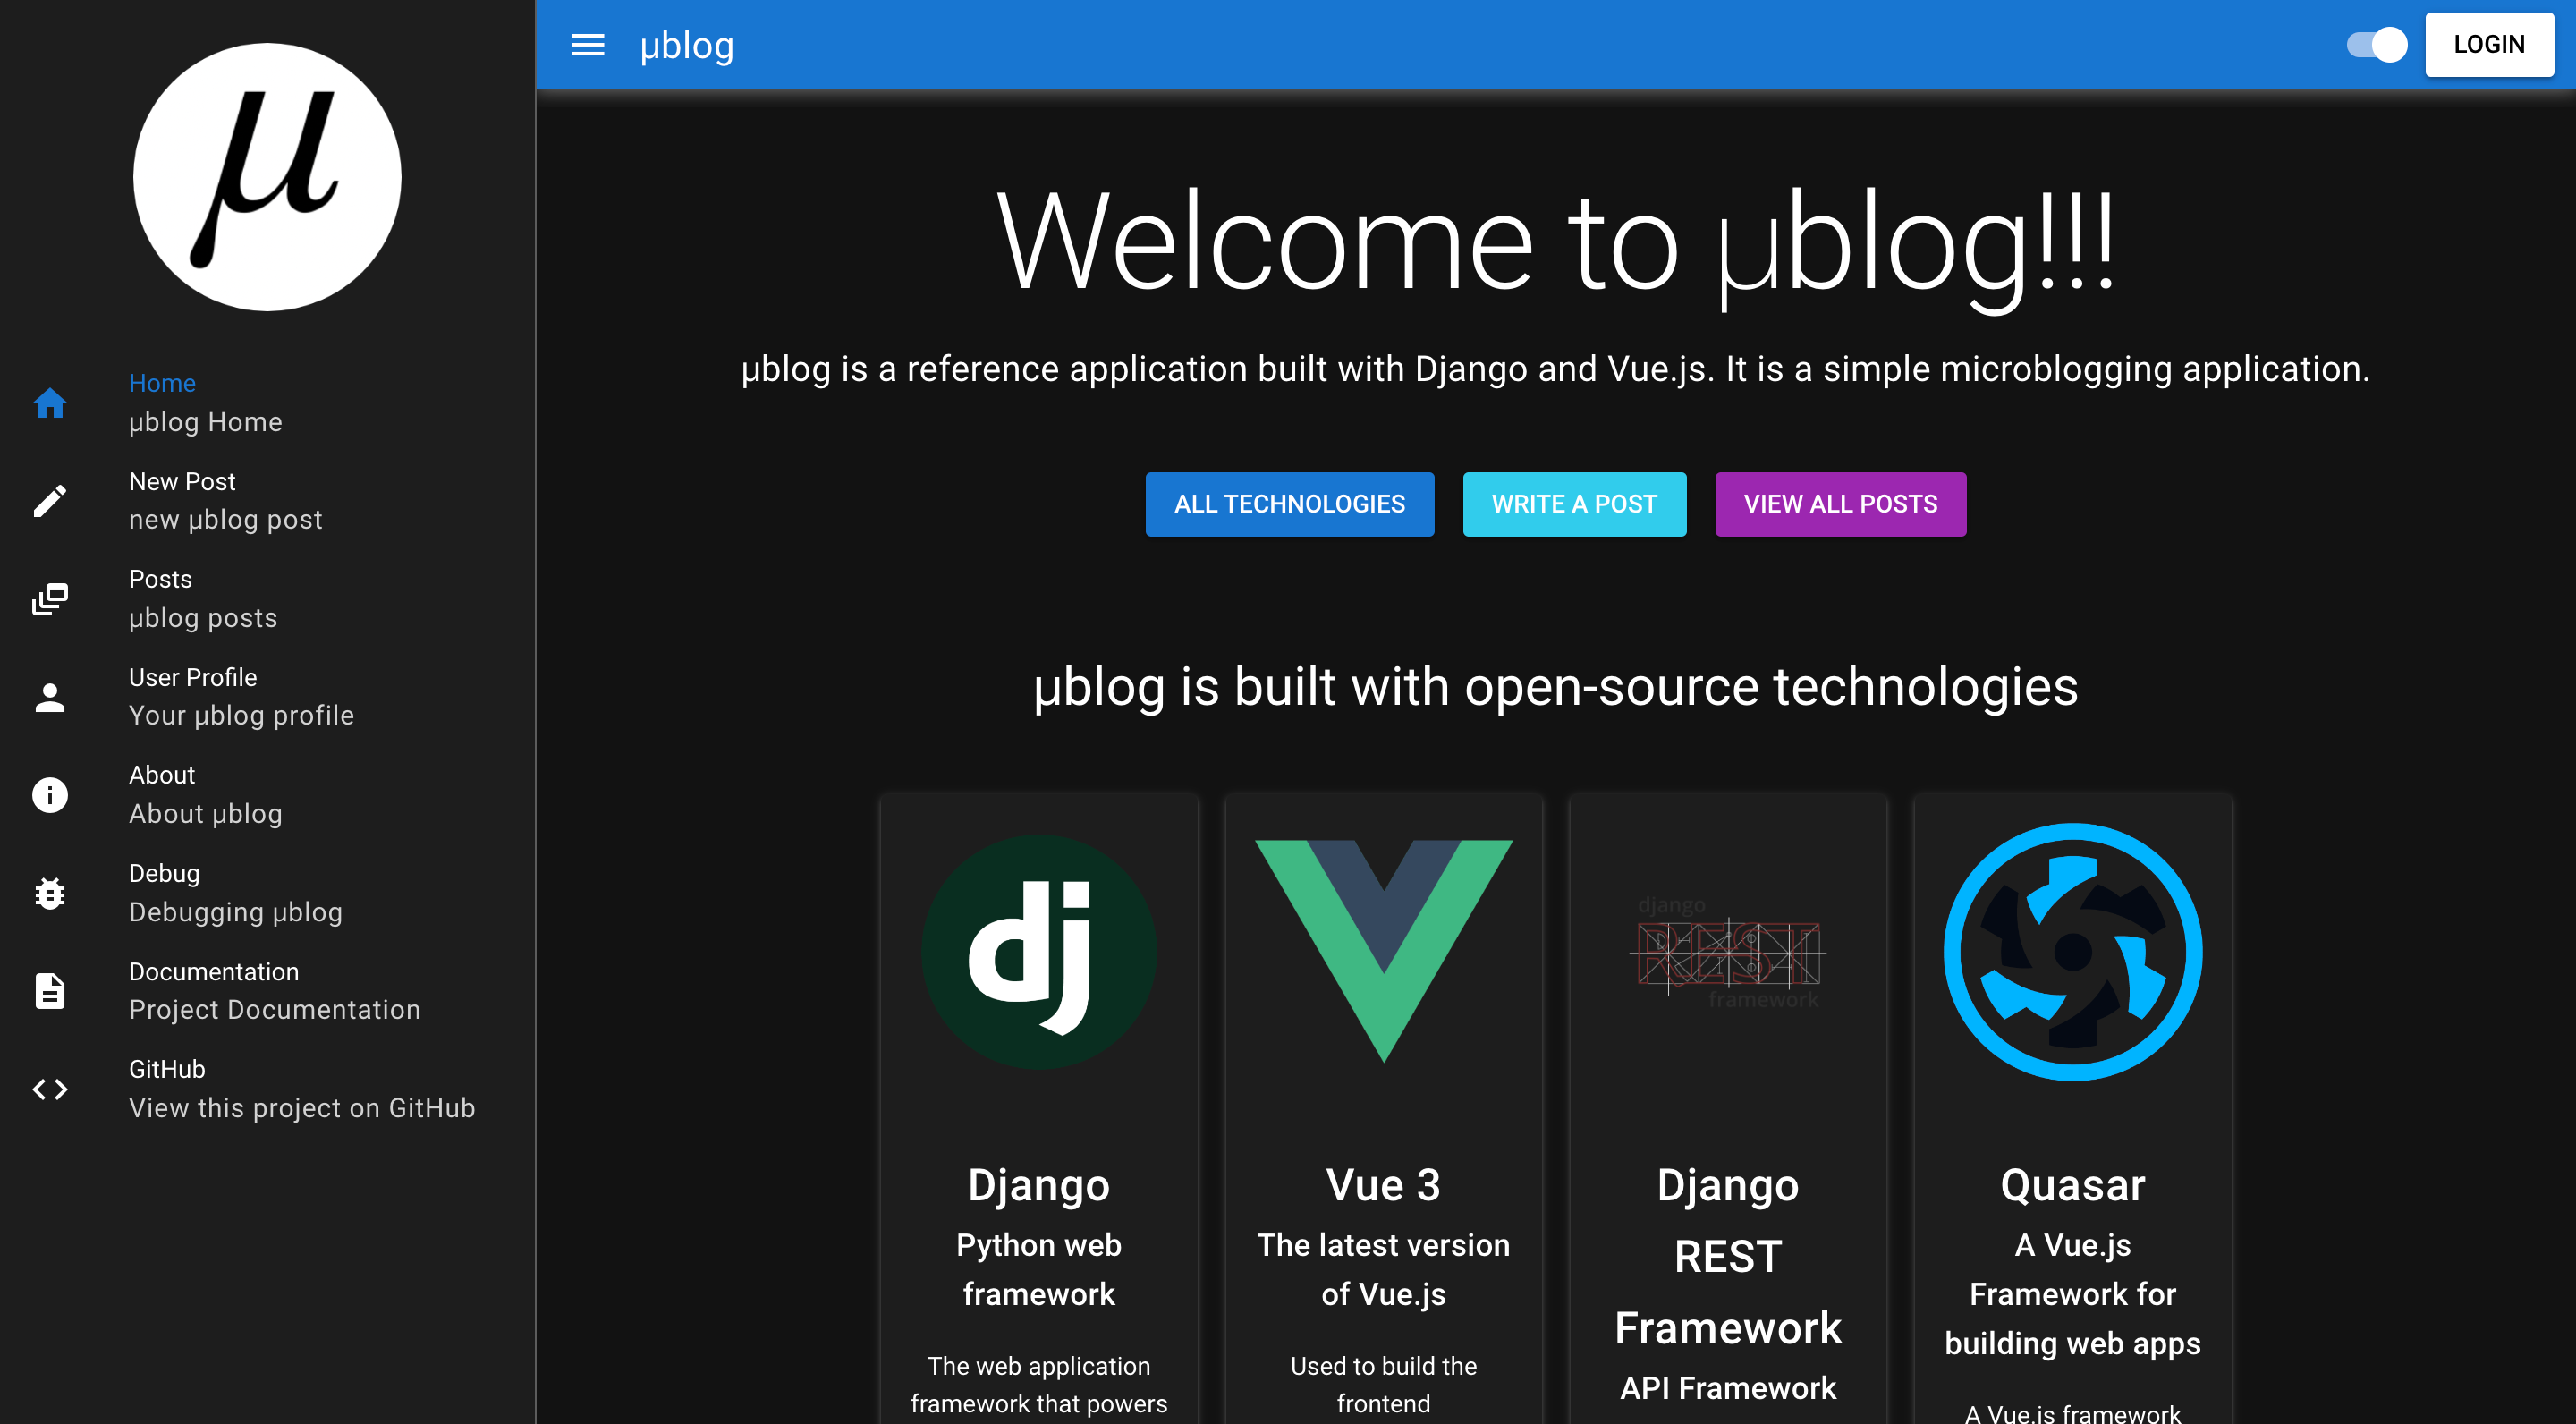 μ
Home
μblog Home
New Post
new μblog post
Posts
μblog posts
User Profile
Your μblog profile
About
About μblog
Debug
Debugging μblog
Documentation
Project Documentation
GitHub
View this project on GitHub
μblog
LOGIN
Welcome to μblog!!!
μblog is a reference application built with Django and Vue.js. It is a simple microblogging application.
ALL TECHNOLOGIES
WRITE A POST
VIEW ALL POSTS
μblog is built with open-source technologies
dj
Django
Python web
framework
The web application
framework that powers
Vue 3
The latest version
of Vue.js
Used to build the
frontend
django
REST
framework
Django
REST
Framework
API Framework
Quasar
A Vue.js
Framework for
building web apps
A Vue.js framework